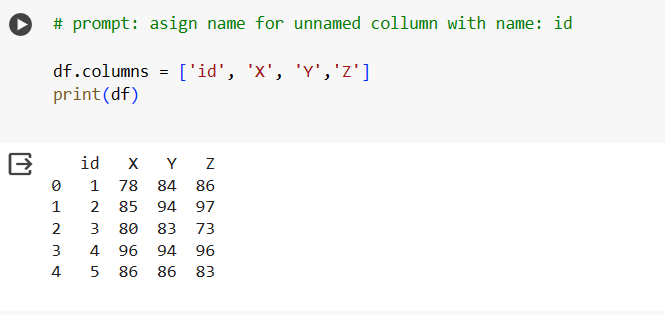 # prompt: asign name for unnamed collumn with name: id
df.columns = ['id', 'X', 'Y','Z']
print(df)
id X Y Z
0 1 78 84 86
1 2 85 94 97
2 3 80 83 73
3 4 96 94 96
4 5 86 86 83